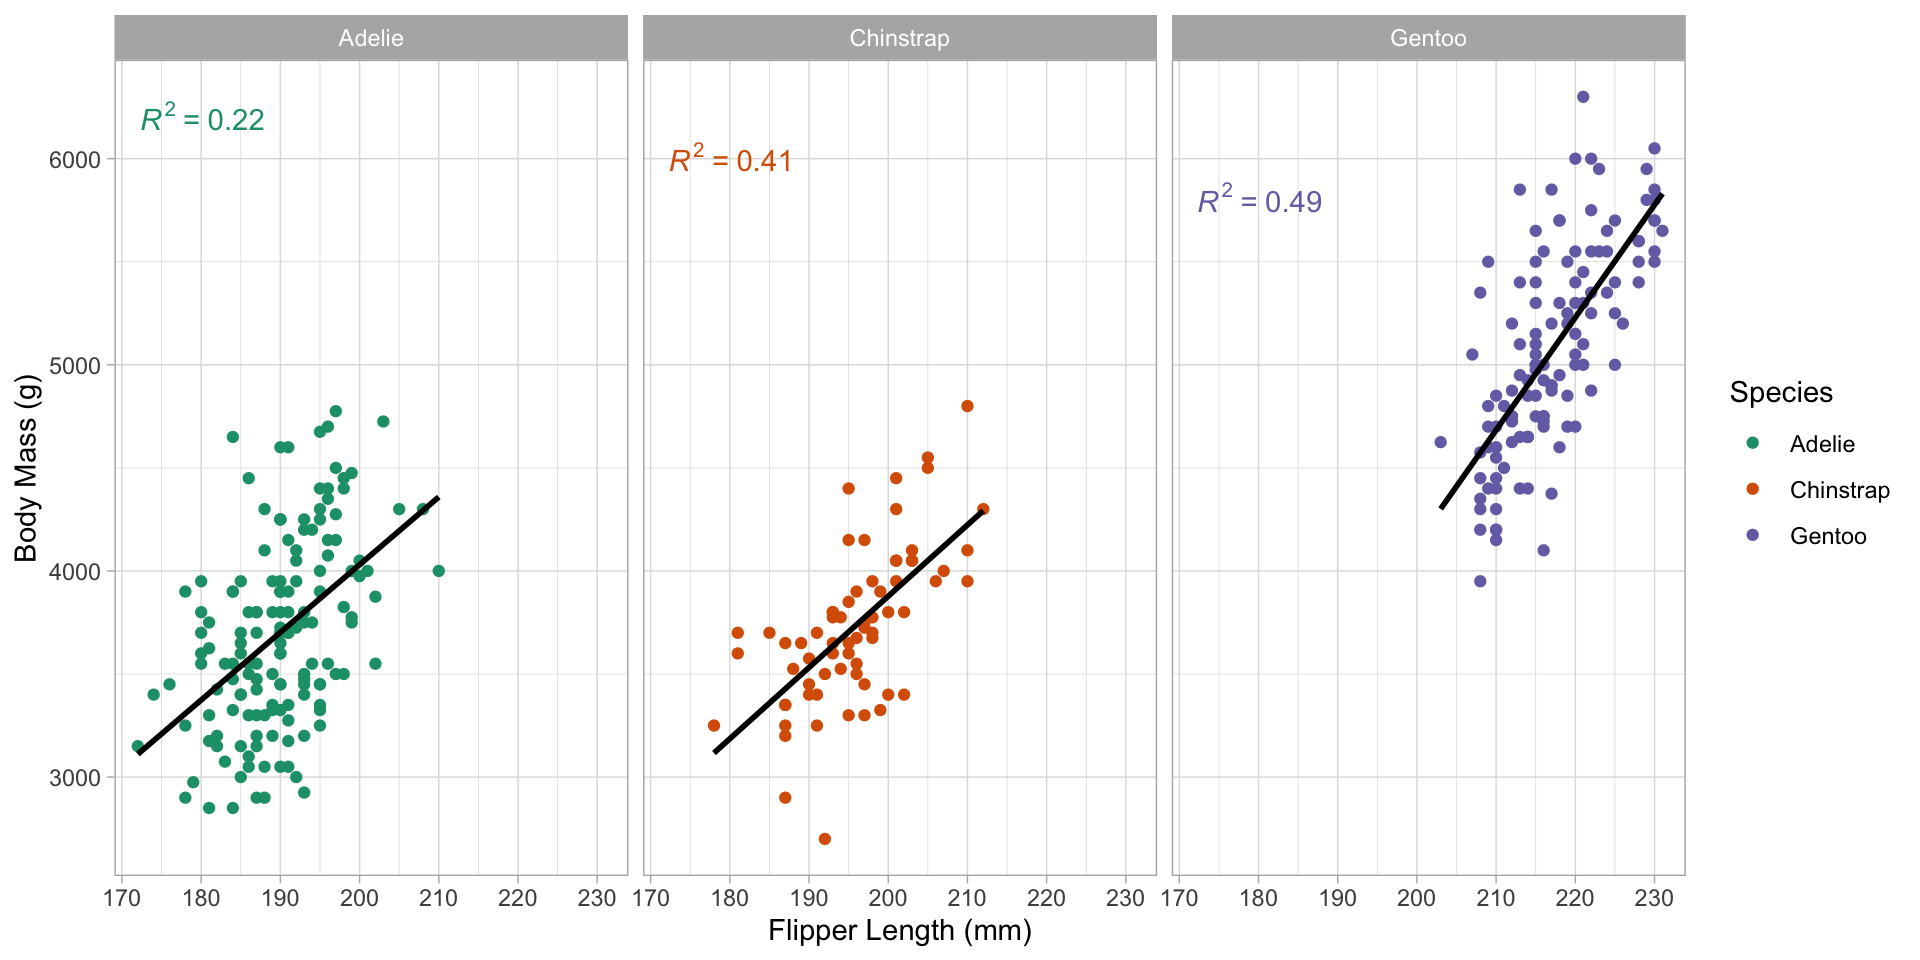 Adelie
Chinstrap
Gentoo
R² = 0.22
R² = 0.41
R² = 0.49
6000
5000
4000
3000
Body Mass (g)
170 180 190 200 210 220 230
170 180 190 200 210 220 230
170 180 190 200 210 220 230
Flipper Length (mm)
Species
Adelie
Chinstrap
Gentoo